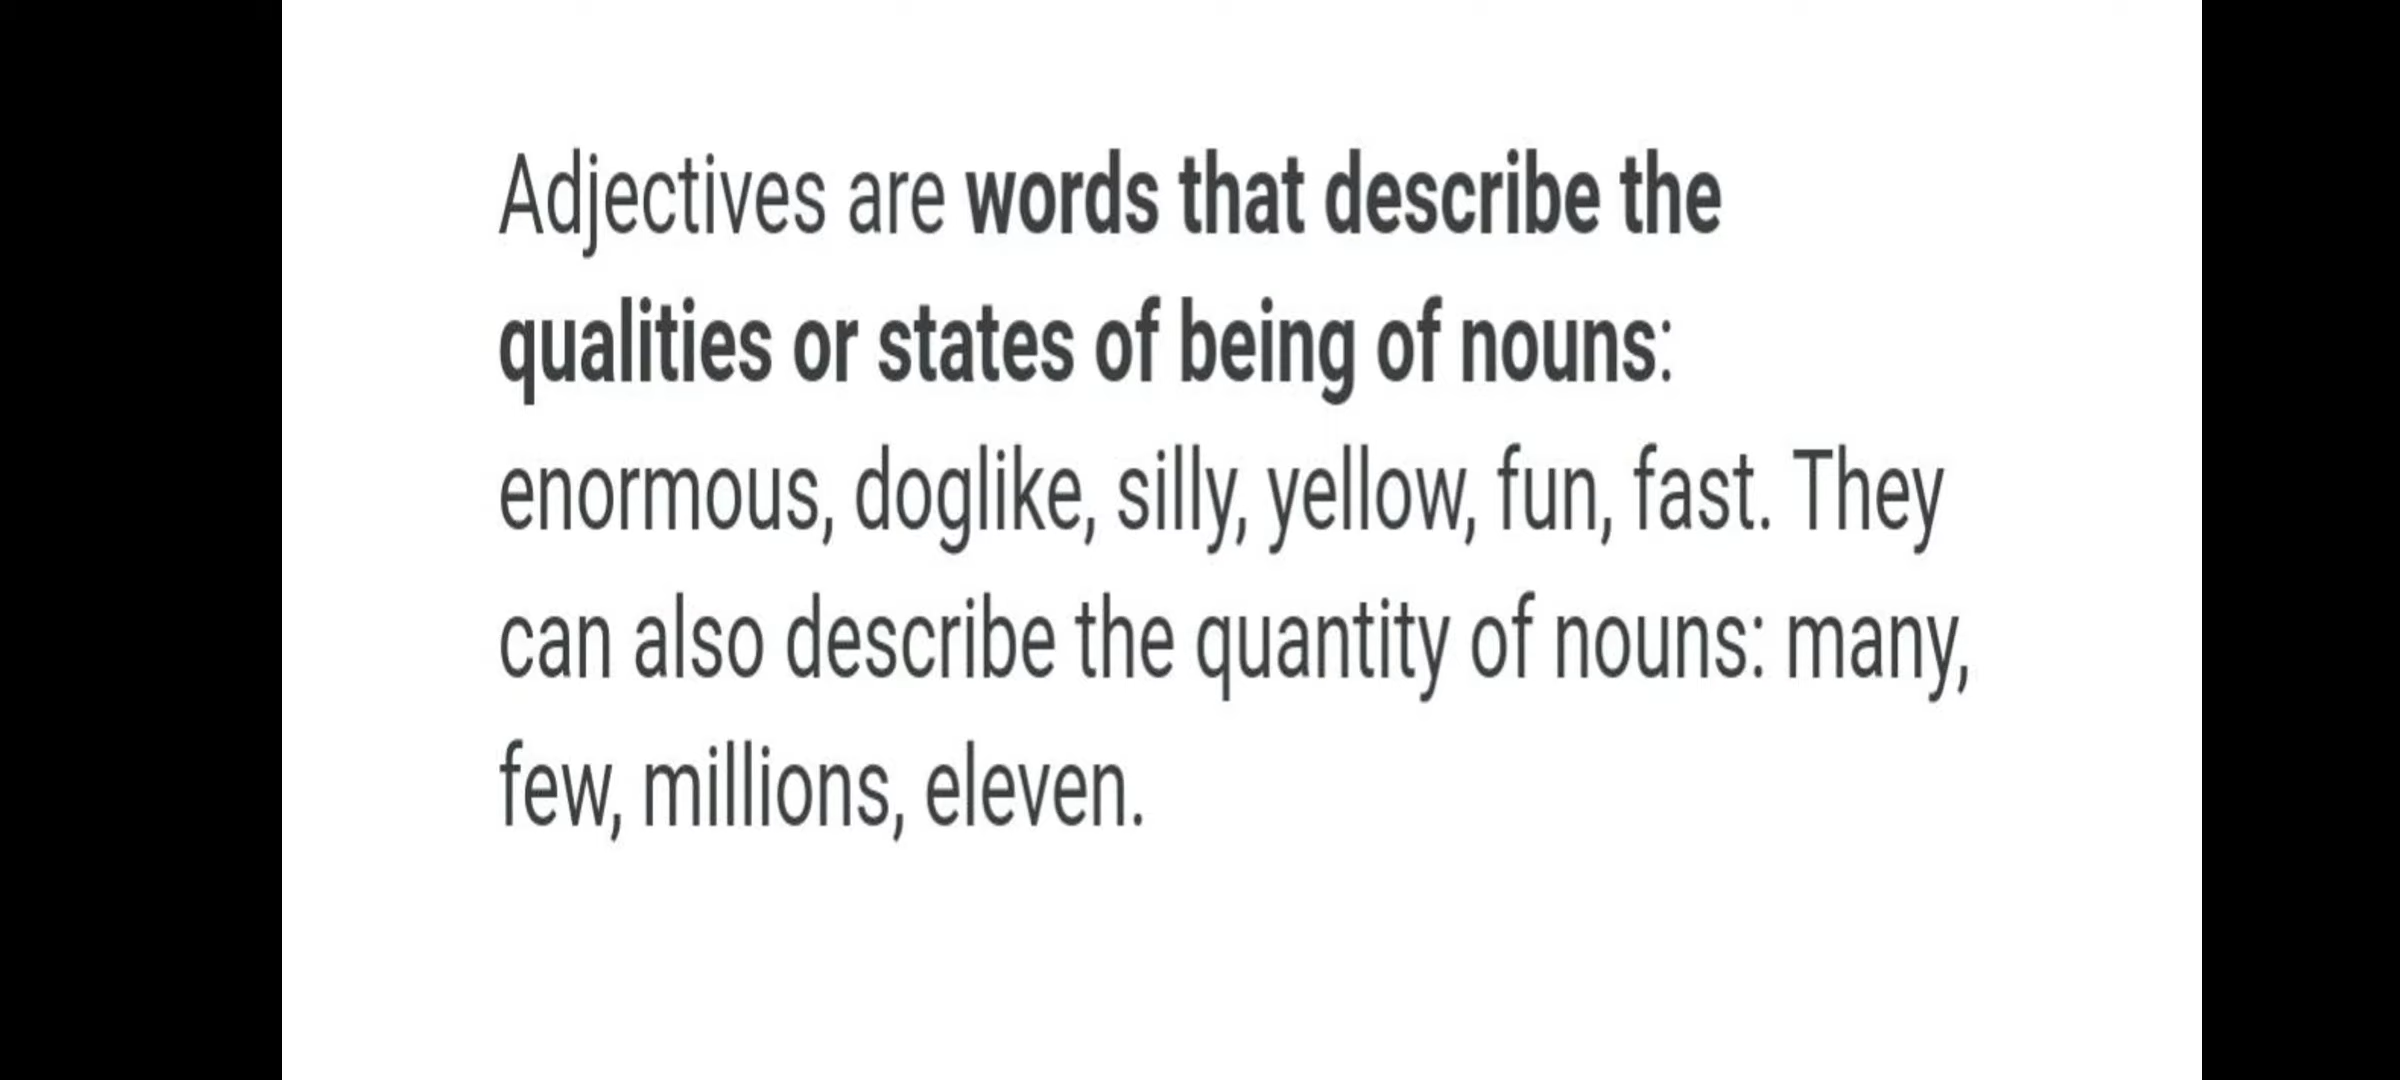 Adjectives are words that describe the
qualities or states of being of nouns:
enormous, doglike, silly, yellow, fun, fast. They
can also describe the quantity of nouns: many,
few, millions, eleven.